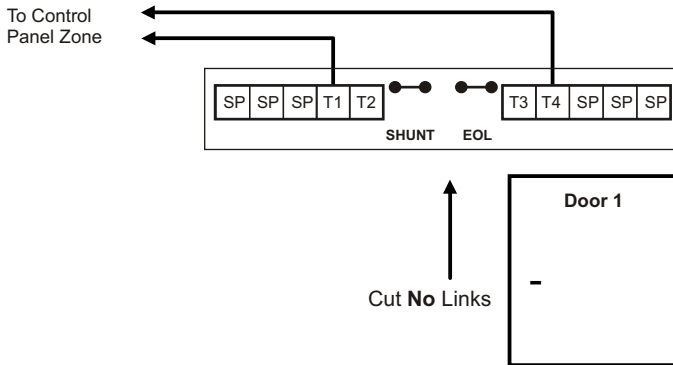 To Control
Panel Zone
SP SP SP T1 T2 T3 T4 SP SP SP
SHUNT EOL
Door 1
Cut No Links